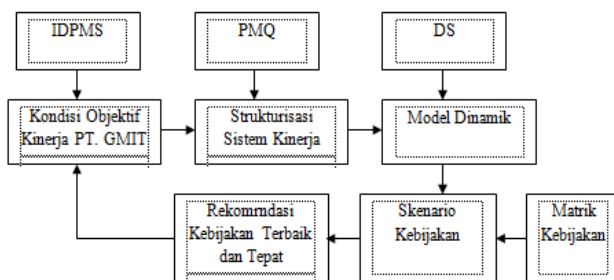 IDPMS
PMQ
DS
Kondisi Objektif
Kinerja PT. GMIT
Strukturisasi
Sistem Kinerja
Model Dinamik
Rekomrndasi
Kebijakan Terbaik
dan Tepat
Skenario
Kebijakan
Matrik
Kebijakan